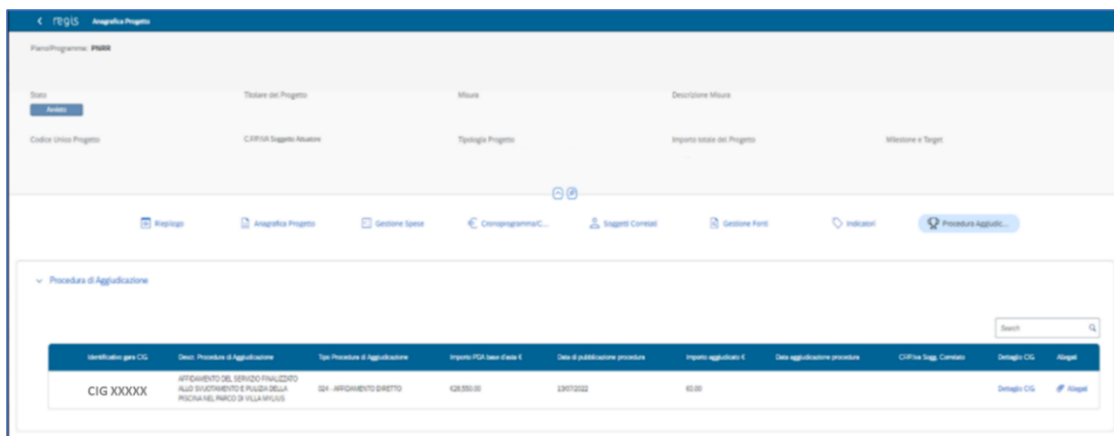 < regis Anagrafica Progetto
Piano/Programma: PNRR
Stato Titolare del Progetto Misura Descrizione Misura
Avviato
Codice Unico Progetto C.F/P.IVA Soggetto Attuatore Tipologia Progetto Importo totale del Progetto Milestone e Target
Riepilogo Anagrafica Progetto Gestione Spese Cronoprogramma/C... Soggetti Correlati Gestione Fonti Indicatori Procedura Aggiudic...
Procedura di Aggiudicazione
Search
Identificativo gara CIG Descr. Procedura di Aggiudicazione Tipo Procedura di Aggiudicazione Importo PDA base d'asta € Data di pubblicazione procedura Importo aggiudicato € Data aggiudicazione procedura C.F/P.Iva Sogg. Correlato Dettaglio CIG Allegati
AFFIDAMENTO DEL SERVIZIO FINALIZZATO
CIG XXXXX ALLO SVUOTAMENTO E PULIZIA DELLA 024 - AFFIDAMENTO DIRETTO €28,550.00 13/07/2022 €0.00 Dettaglio CIG Allegati
PISCINA NEL PARCO DI VILLA MYLIUS